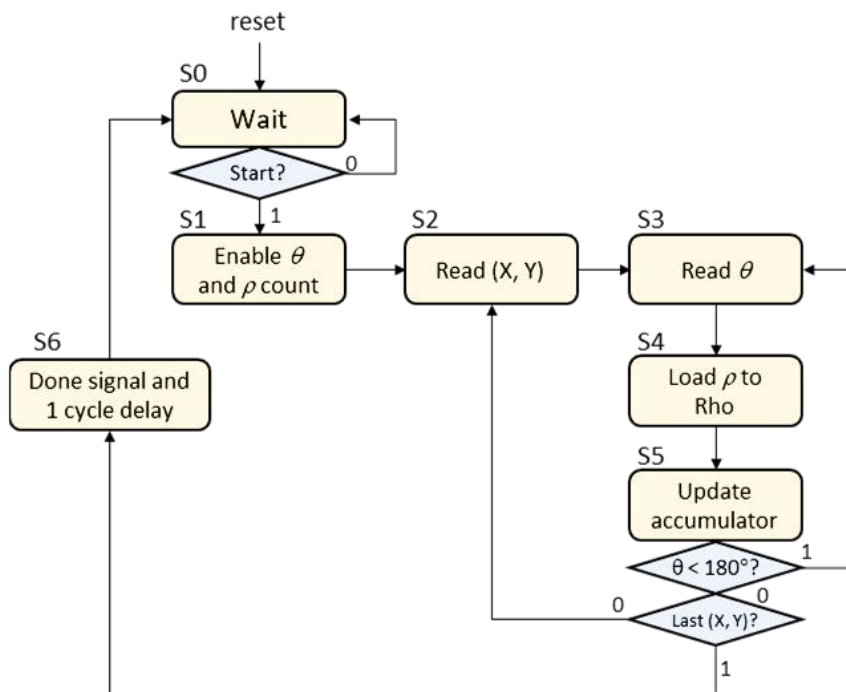 reset
S0
Wait
Start?
0
1
S1
Enable θ
and ρ count
S2
Read (X, Y)
S3
Read θ
S4
Load ρ to
Rho
S5
Update
accumulator
θ < 180°?
1
0
Last (X, Y)?
0
1
S6
Done signal and
1 cycle delay